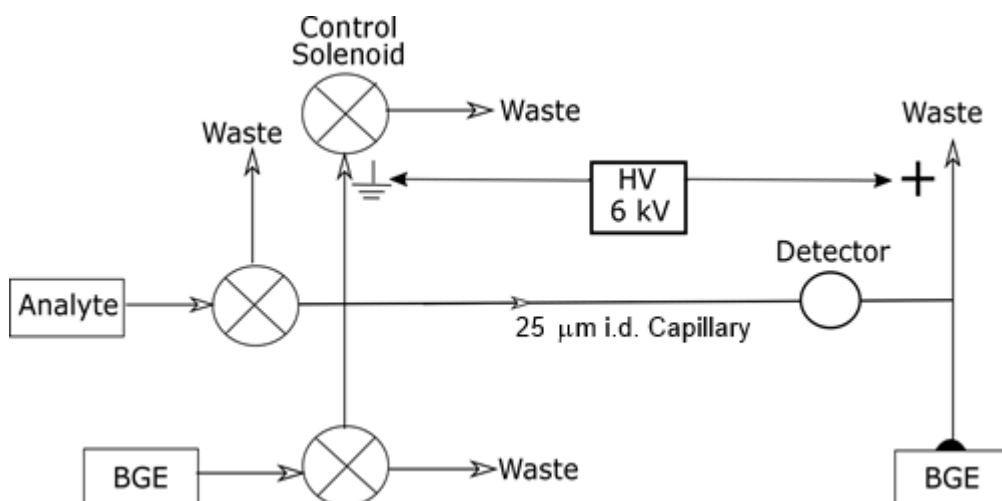 Control
Solenoid
Waste
Waste
Waste
HV
6 kV
+
Detector
Analyte
25 μm i.d. Capillary
BGE
Waste
BGE